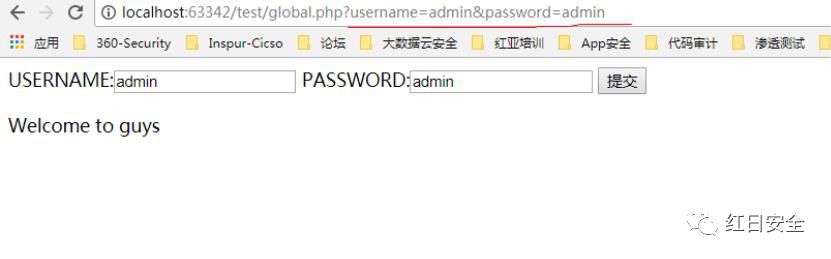 localhost:63342/test/global.php?username=admin&password=admin
应用 360-Security Inspur-Cicso 论坛 大数据云安全 红亚培训 App安全 代码审计 渗透测试
USERNAME:admin PASSWORD:admin 提交
Welcome to guys
红日安全